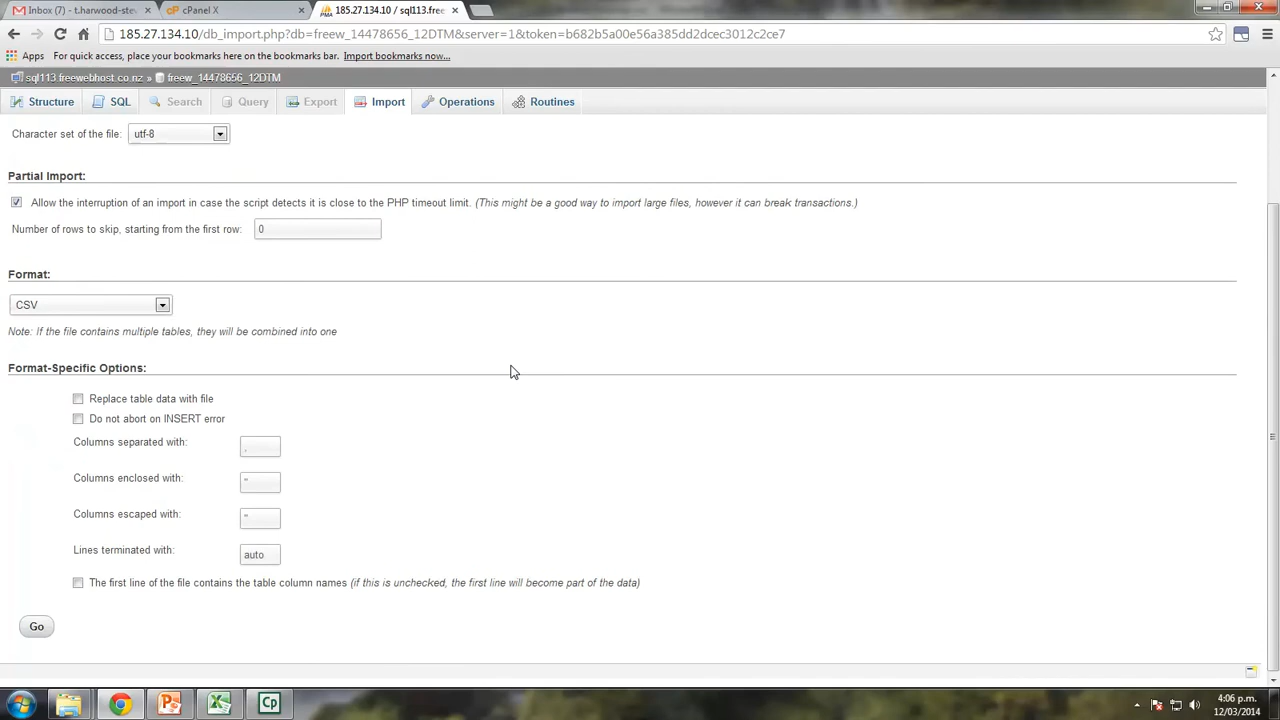 Inbox (7) - t.harwood-ste
cPanel X
185.27.134.10 / sql113.free
185.27.134.10/db_import.php?db=freew_14478656_12DTM&server=1&token=b682b5a00e56a385dd2dcec3012c2ce7
Apps For quick access, place your bookmarks here on the bookmarks bar. Import bookmarks now...
sql113.freewebhost.co.nz » freew_14478656_12DTM
Structure SQL Search Query Export Import Operations Routines
Character set of the file: utf-8
Partial Import:
Allow the interruption of an import in case the script detects it is close to the PHP timeout limit. (This might be a good way to import large files, however it can break transactions.)
Number of rows to skip, starting from the first row: 0
Format:
CSV
Note: If the file contains multiple tables, they will be combined into one
Format-Specific Options:
Replace table data with file
Do not abort on INSERT error
Columns separated with: ,
Columns enclosed with: "
Columns escaped with: "
Lines terminated with: auto
The first line of the file contains the table column names (if this is unchecked, the first line will become part of the data)
Go
4:06 p.m.
12/03/2014